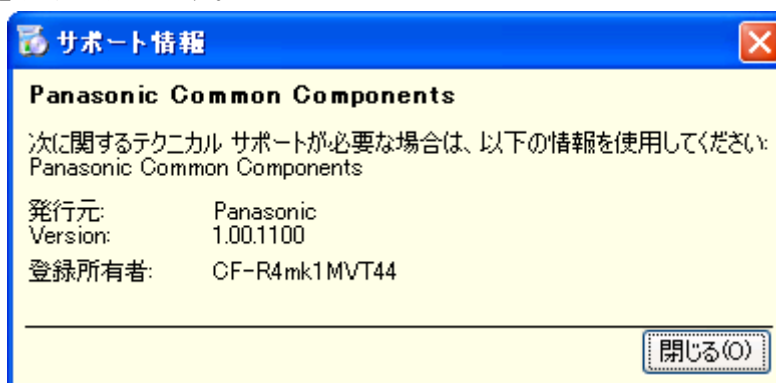 サポート情報
Panasonic Common Components
次に関するテクニカル サポートが必要な場合は、以下の情報を使用してください:
Panasonic Common Components
発行元: Panasonic
Version: 1.00.1100
登録所有者: CF-R4mk1MVT44
閉じる(O)